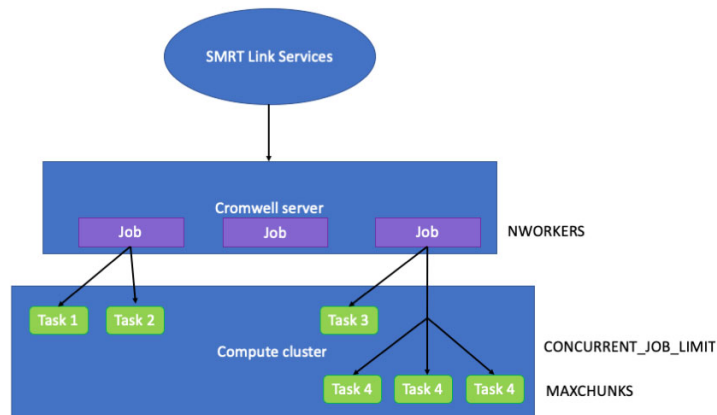 SMRT Link Services
Cromwell server
Job
Job
Job
NWORKERS
Task 1
Task 2
Task 3
Compute cluster
CONCURRENT_JOB_LIMIT
Task 4
Task 4
Task 4
MAXCHUNKS